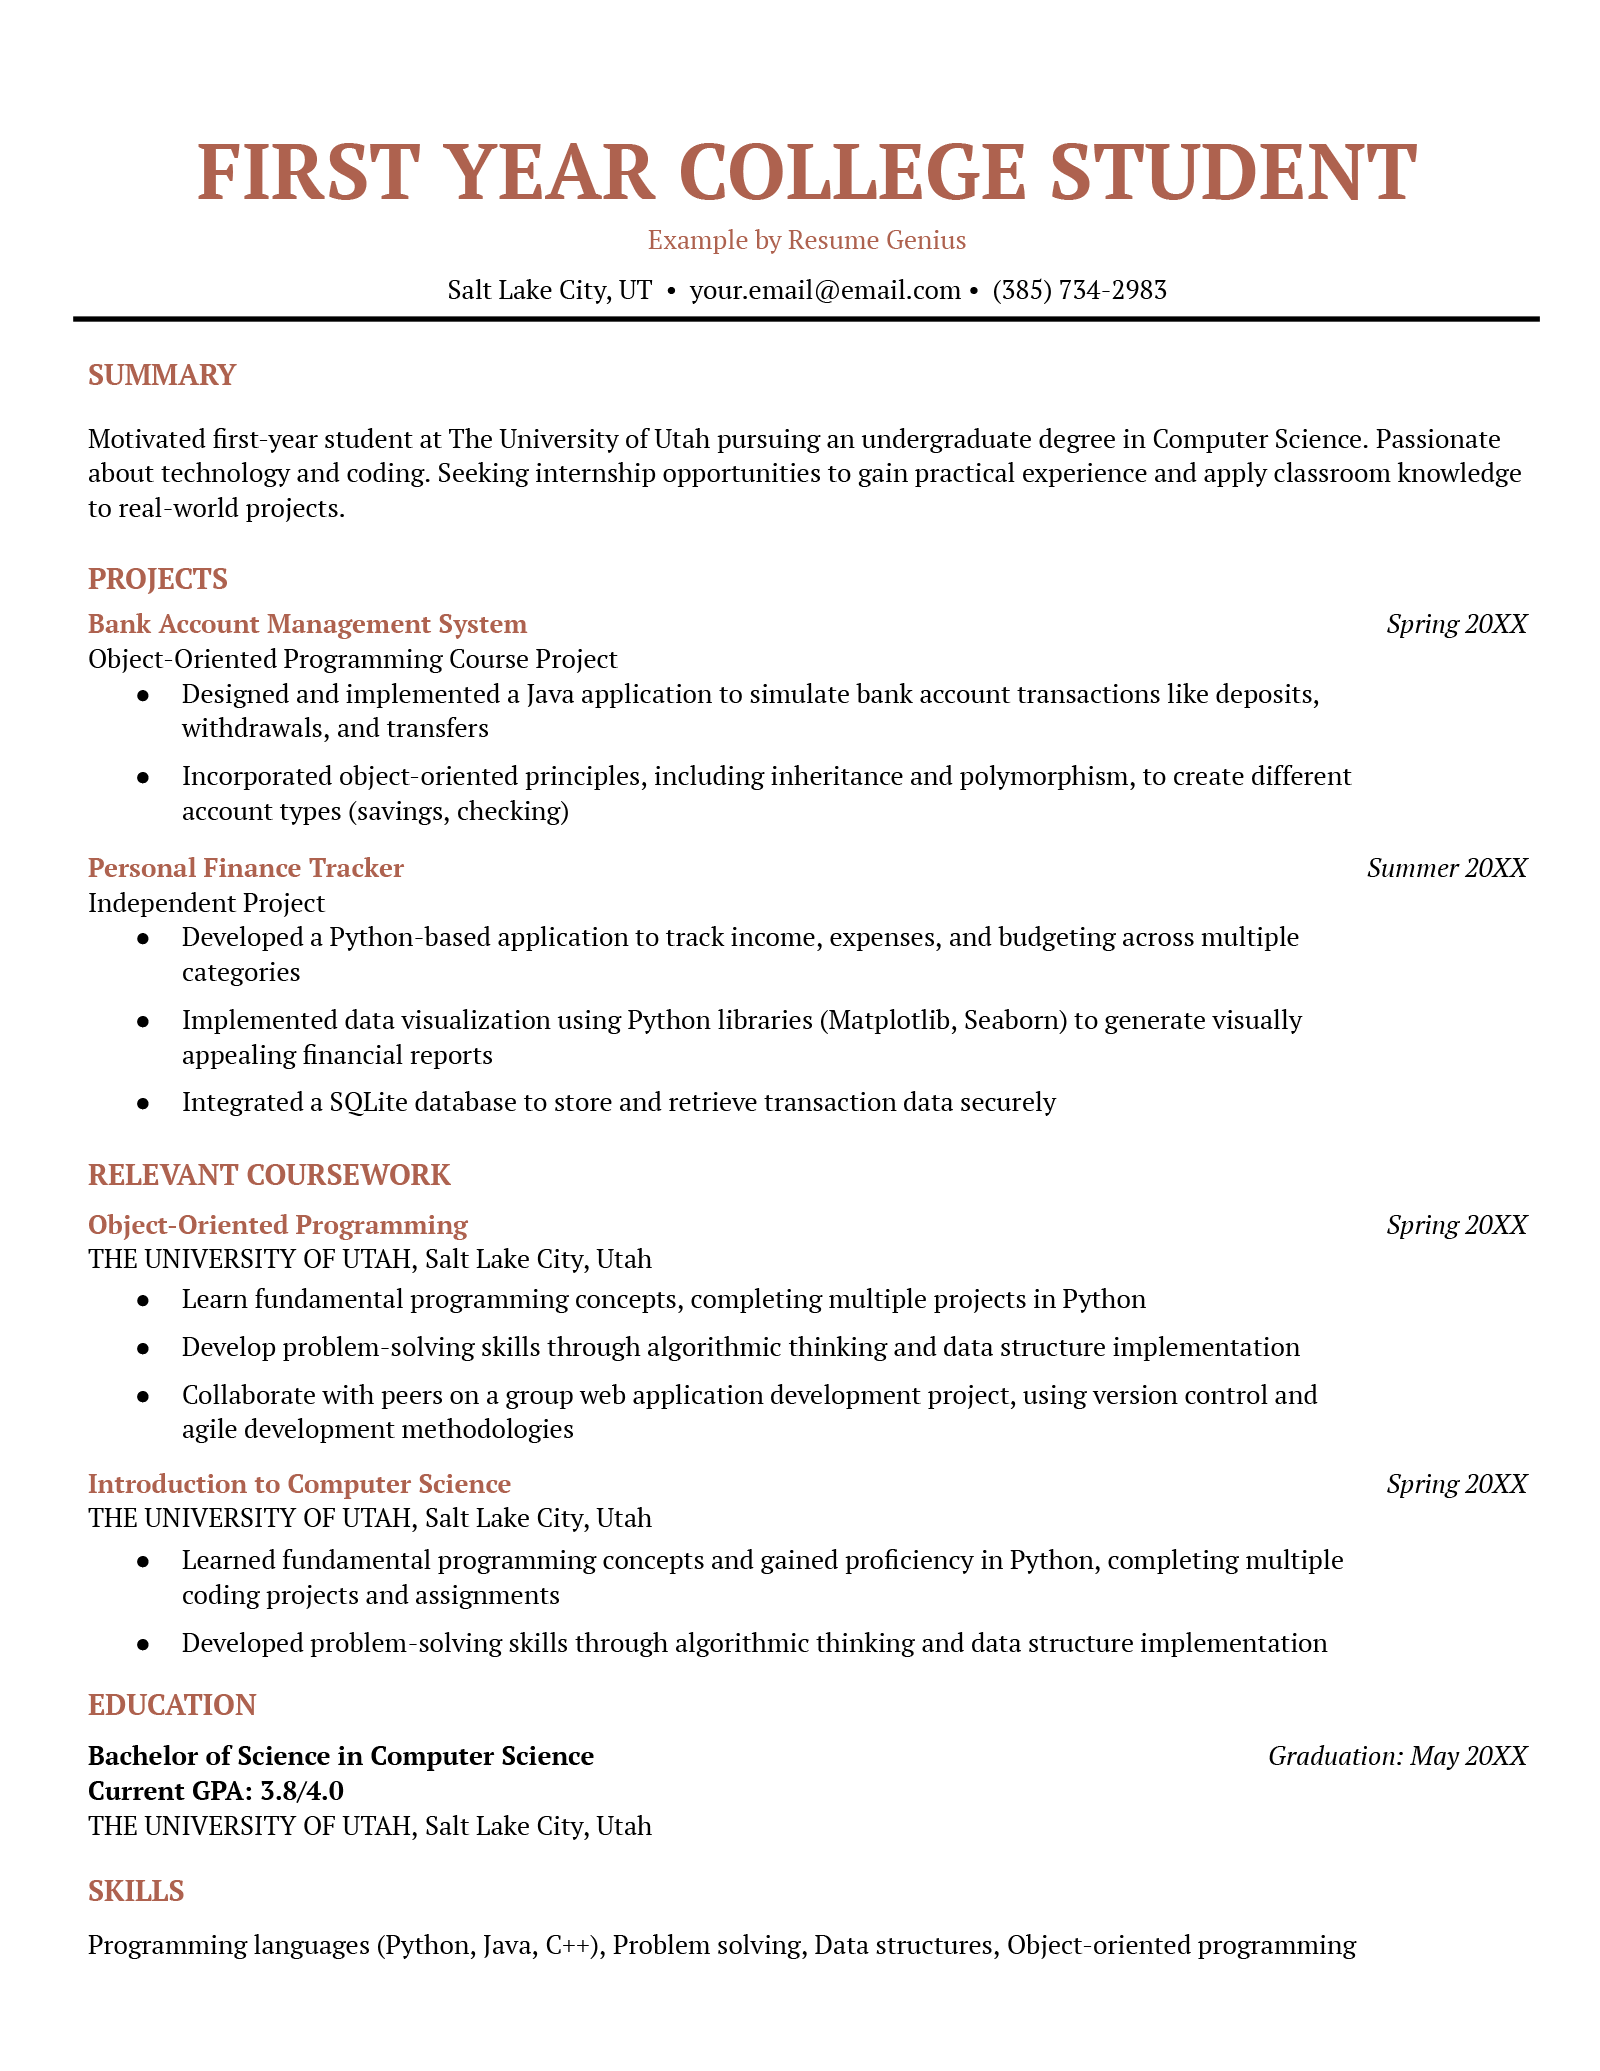 FIRST YEAR COLLEGE STUDENT
Example by Resume Genius
Salt Lake City, UT • your.email@email.com • (385) 734-2983
SUMMARY
Motivated first-year student at The University of Utah pursuing an undergraduate degree in Computer Science. Passionate
about technology and coding. Seeking internship opportunities to gain practical experience and apply classroom knowledge
to real-world projects.
PROJECTS
Bank Account Management System Spring 20XX
Object-Oriented Programming Course Project
● Designed and implemented a Java application to simulate bank account transactions like deposits,
withdrawals, and transfers
● Incorporated object-oriented principles, including inheritance and polymorphism, to create different
account types (savings, checking)
Personal Finance Tracker Summer 20XX
Independent Project
● Developed a Python-based application to track income, expenses, and budgeting across multiple
categories
● Implemented data visualization using Python libraries (Matplotlib, Seaborn) to generate visually
appealing financial reports
● Integrated a SQLite database to store and retrieve transaction data securely
RELEVANT COURSEWORK
Object-Oriented Programming Spring 20XX
THE UNIVERSITY OF UTAH, Salt Lake City, Utah
● Learn fundamental programming concepts, completing multiple projects in Python
● Develop problem-solving skills through algorithmic thinking and data structure implementation
● Collaborate with peers on a group web application development project, using version control and
agile development methodologies
Introduction to Computer Science Spring 20XX
THE UNIVERSITY OF UTAH, Salt Lake City, Utah
● Learned fundamental programming concepts and gained proficiency in Python, completing multiple
coding projects and assignments
● Developed problem-solving skills through algorithmic thinking and data structure implementation
EDUCATION
Bachelor of Science in Computer Science Graduation: May 20XX
Current GPA: 3.8/4.0
THE UNIVERSITY OF UTAH, Salt Lake City, Utah
SKILLS
Programming languages (Python, Java, C++), Problem solving, Data structures, Object-oriented programming